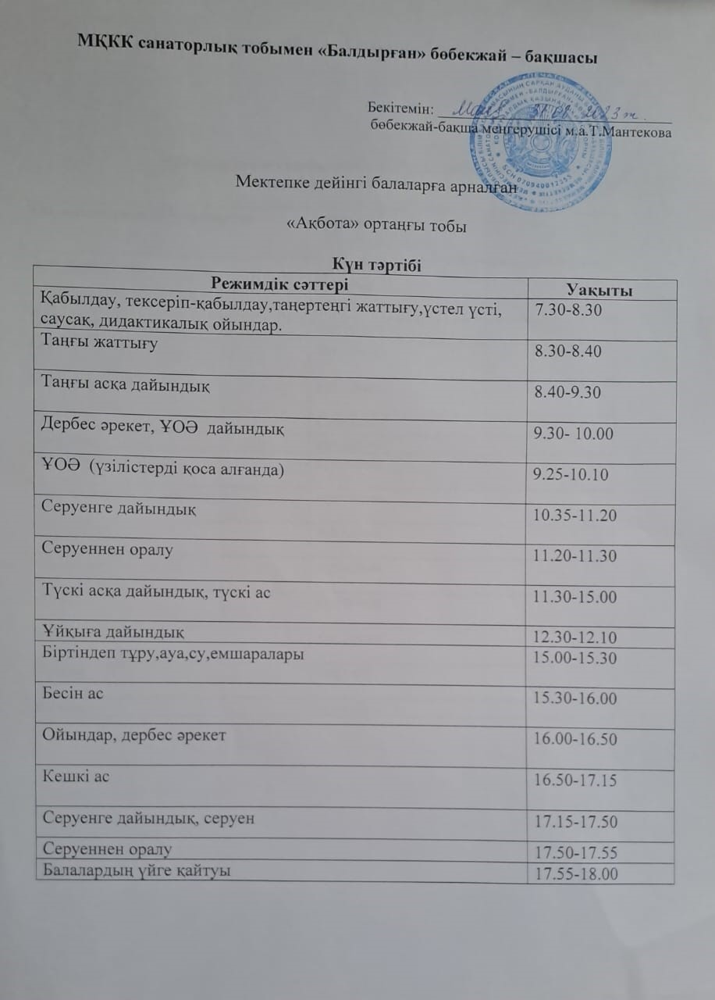 МҚКК санаторлық тобымен «Балдырған» бөбекжай – бақшасы
Бекітемін: 2023 ж.
бөбекжай-бақша меңгерушісі м.а.Т.Мантекова
БСН 070940012355
Мектепке дейінгі балаларға арналған
«Ақбота» ортаңғы тобы
Күн тәртібі
Режимдік сәттері Уақыты
Қабылдау, тексеріп-қабылдау,таңертеңгі жаттығу,үстел үсті, 7.30-8.30
саусақ, дидактикалық ойындар.
Таңғы жаттығу 8.30-8.40
Таңғы асқа дайындық 8.40-9.30
Дербес әрекет, ҰОӘ дайындық 9.30- 10.00
ҰОӘ (үзілістерді қоса алғанда) 9.25-10.10
Серуенге дайындық 10.35-11.20
Серуеннен оралу 11.20-11.30
Түскі асқа дайындық, түскі ас 11.30-15.00
Ұйқыға дайындық 12.30-12.10
Біртіндеп тұру,ауа,су,емшаралары 15.00-15.30
Бесін ас 15.30-16.00
Ойындар, дербес әрекет 16.00-16.50
Кешкі ас 16.50-17.15
Серуенге дайындық, серуен 17.15-17.50
Серуеннен оралу 17.50-17.55
Балалардың үйге қайтуы 17.55-18.00